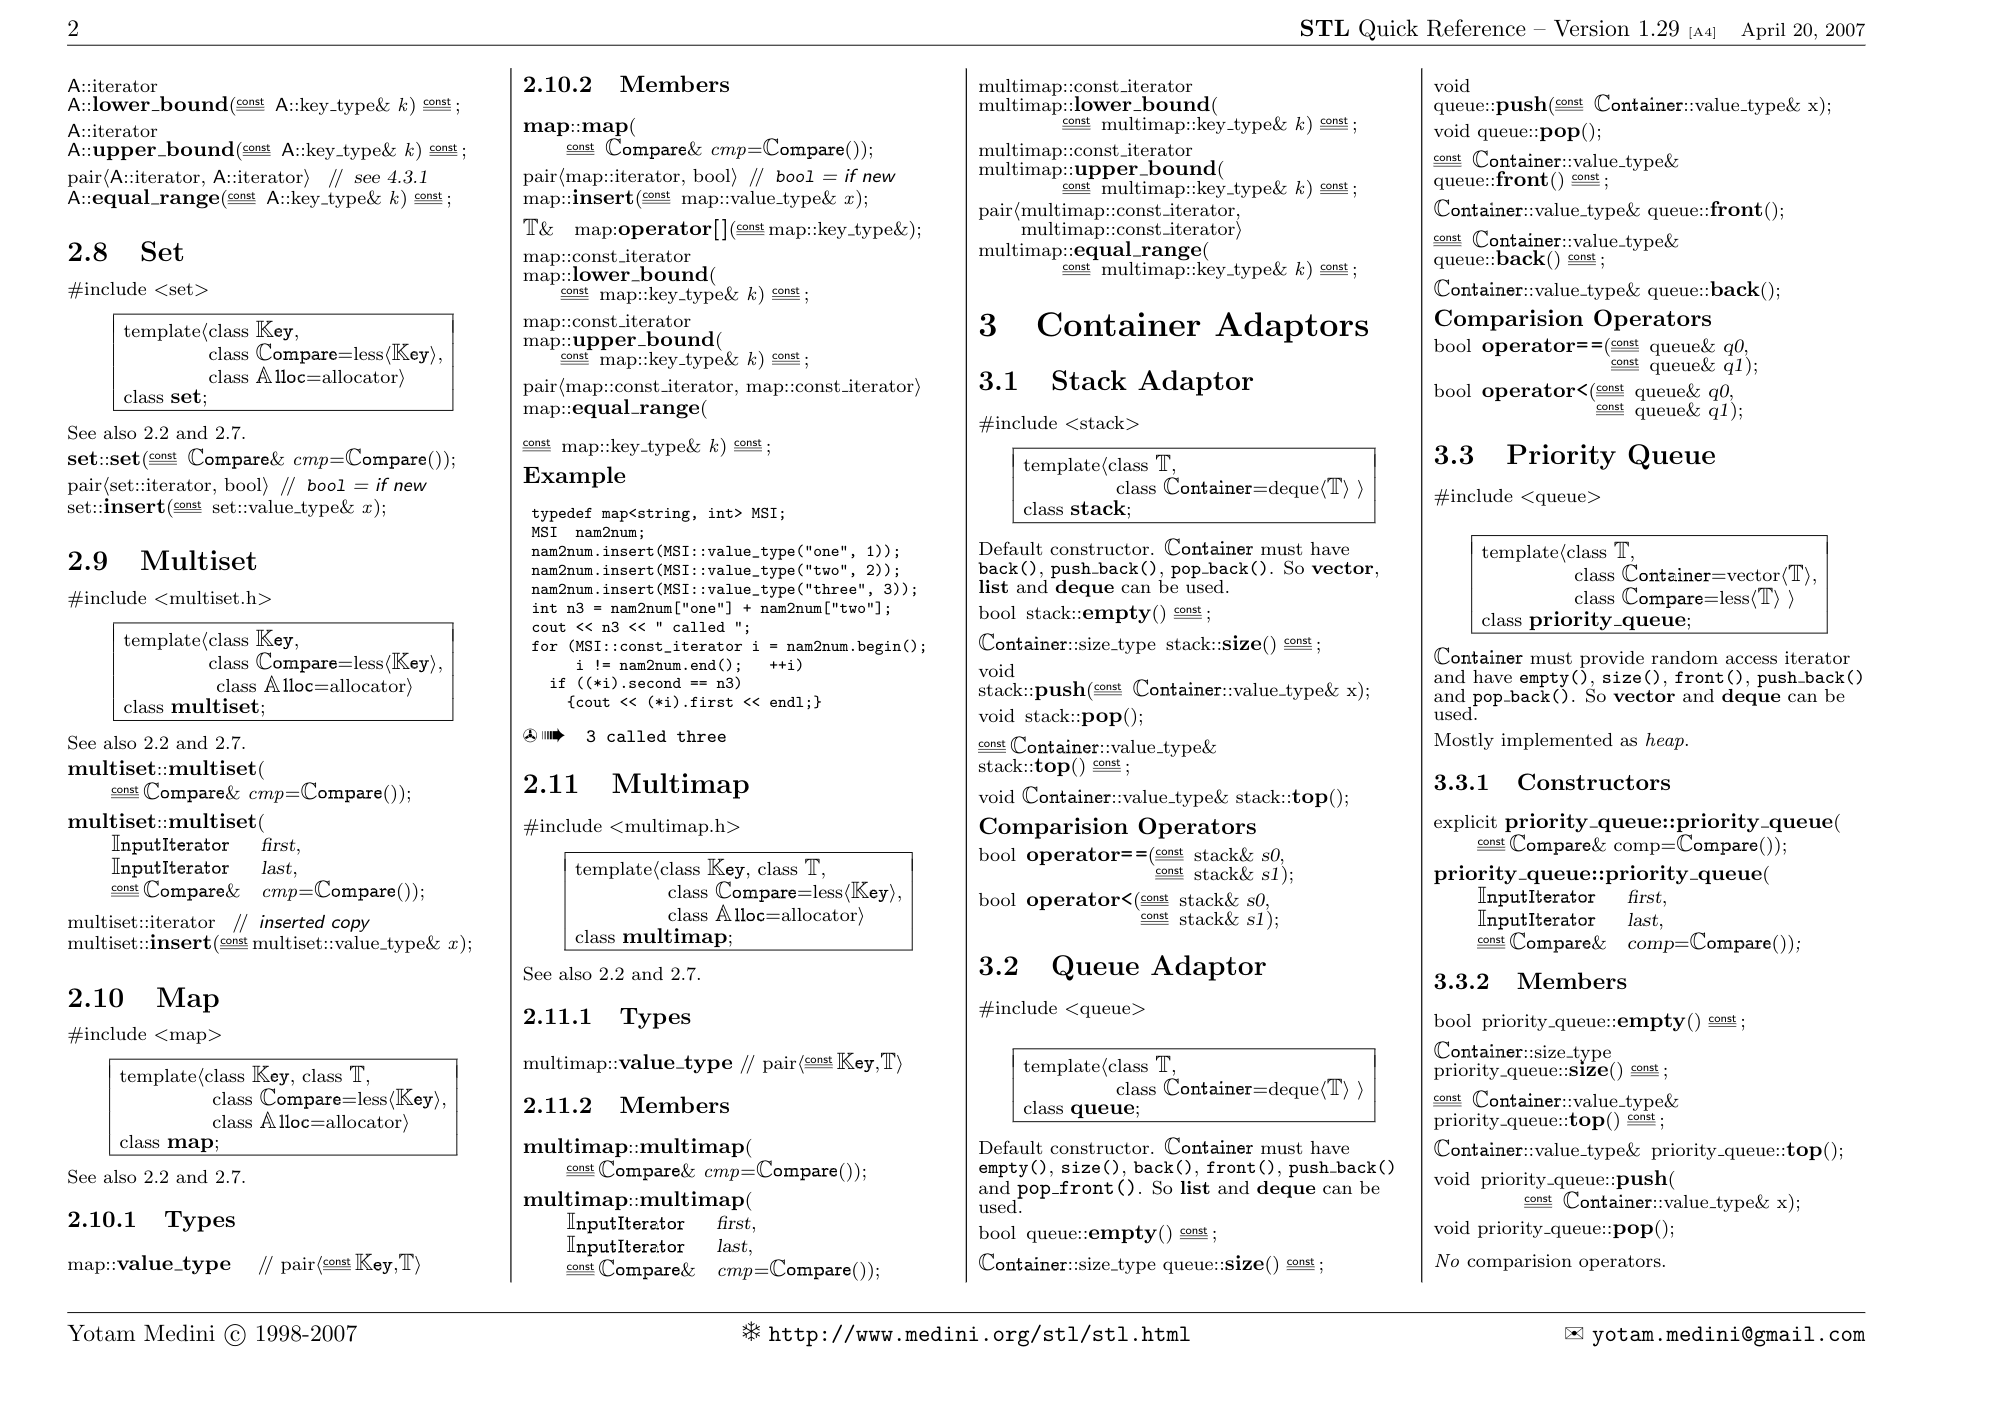 2
STL Quick Reference – Version 1.29 [A4] April 20, 2007
A::iterator
A::lower_bound(const A::key_type& k) const;
A::iterator
A::upper_bound(const A::key_type& k) const;
pair⟨A::iterator, A::iterator⟩ // see 4.3.1
A::equal_range(const A::key_type& k) const;
2.8 Set
#include <set>
template⟨class 𝕂ey,
class ℂompare=less⟨𝕂ey⟩,
class 𝔸lloc=allocator⟩
class set;
See also 2.2 and 2.7.
set::set(const ℂompare& cmp=ℂompare());
pair⟨set::iterator, bool⟩ // bool = if new
set::insert(const set::value_type& x);
2.9 Multiset
#include <multiset.h>
template⟨class 𝕂ey,
class ℂompare=less⟨𝕂ey⟩,
class 𝔸lloc=allocator⟩
class multiset;
See also 2.2 and 2.7.
multiset::multiset(
const ℂompare& cmp=ℂompare());
multiset::multiset(
𝕀nputIterator first,
𝕀nputIterator last,
const ℂompare& cmp=ℂompare());
multiset::iterator // inserted copy
multiset::insert(const multiset::value_type& x);
2.10 Map
#include <map>
template⟨class 𝕂ey, class 𝕋,
class ℂompare=less⟨𝕂ey⟩,
class 𝔸lloc=allocator⟩
class map;
See also 2.2 and 2.7.
2.10.1 Types
map::value_type // pair⟨const 𝕂ey,𝕋⟩
2.10.2 Members
map::map(
const ℂompare& cmp=ℂompare());
pair⟨map::iterator, bool⟩ // bool = if new
map::insert(const map::value_type& x);
𝕋& map:operator[](const map::key_type&);
map::const_iterator
map::lower_bound(
const map::key_type& k) const;
map::const_iterator
map::upper_bound(
const map::key_type& k) const;
pair⟨map::const_iterator, map::const_iterator⟩
map::equal_range(
const map::key_type& k) const;
Example
typedef map<string, int> MSI;
MSI nam2num;
nam2num.insert(MSI::value_type("one", 1));
nam2num.insert(MSI::value_type("two", 2));
nam2num.insert(MSI::value_type("three", 3));
int n3 = nam2num["one"] + nam2num["two"];
cout << n3 << " called ";
for (MSI::const_iterator i = nam2num.begin();
i != nam2num.end(); ++i)
if ((*i).second == n3)
{cout << (*i).first << endl;}
3 called three
2.11 Multimap
#include <multimap.h>
template⟨class 𝕂ey, class 𝕋,
class ℂompare=less⟨𝕂ey⟩,
class 𝔸lloc=allocator⟩
class multimap;
See also 2.2 and 2.7.
2.11.1 Types
multimap::value_type // pair⟨const 𝕂ey,𝕋⟩
2.11.2 Members
multimap::multimap(
const ℂompare& cmp=ℂompare());
multimap::multimap(
𝕀nputIterator first,
𝕀nputIterator last,
const ℂompare& cmp=ℂompare());
multimap::const_iterator
multimap::lower_bound(
const multimap::key_type& k) const;
multimap::const_iterator
multimap::upper_bound(
const multimap::key_type& k) const;
pair⟨multimap::const_iterator,
multimap::const_iterator⟩
multimap::equal_range(
const multimap::key_type& k) const;
3 Container Adaptors
3.1 Stack Adaptor
#include <stack>
template⟨class 𝕋,
class ℂontainer=deque⟨𝕋⟩ ⟩
class stack;
Default constructor. ℂontainer must have
back(), push_back(), pop_back(). So vector,
list and deque can be used.
bool stack::empty() const;
ℂontainer::size_type stack::size() const;
void
stack::push(const ℂontainer::value_type& x);
void stack::pop();
const ℂontainer::value_type&
stack::top() const;
void ℂontainer::value_type& stack::top();
Comparision Operators
bool operator==(const stack& s0,
const stack& s1);
bool operator<(const stack& s0,
const stack& s1);
3.2 Queue Adaptor
#include <queue>
template⟨class 𝕋,
class ℂontainer=deque⟨𝕋⟩ ⟩
class queue;
Default constructor. ℂontainer must have
empty(), size(), back(), front(), push_back()
and pop_front(). So list and deque can be
used.
bool queue::empty() const;
ℂontainer::size_type queue::size() const;
void
queue::push(const ℂontainer::value_type& x);
void queue::pop();
const ℂontainer::value_type&
queue::front() const;
ℂontainer::value_type& queue::front();
const ℂontainer::value_type&
queue::back() const;
ℂontainer::value_type& queue::back();
Comparision Operators
bool operator==(const queue& q0,
const queue& q1);
bool operator<(const queue& q0,
const queue& q1);
3.3 Priority Queue
#include <queue>
template⟨class 𝕋,
class ℂontainer=vector⟨𝕋⟩,
class ℂompare=less⟨𝕋⟩ ⟩
class priority_queue;
ℂontainer must provide random access iterator
and have empty(), size(), front(), push_back()
and pop_back(). So vector and deque can be
used.
Mostly implemented as heap.
3.3.1 Constructors
explicit priority_queue::priority_queue(
const ℂompare& comp=ℂompare());
priority_queue::priority_queue(
𝕀nputIterator first,
𝕀nputIterator last,
const ℂompare& comp=ℂompare());
3.3.2 Members
bool priority_queue::empty() const;
ℂontainer::size_type
priority_queue::size() const;
const ℂontainer::value_type&
priority_queue::top() const;
ℂontainer::value_type& priority_queue::top();
void priority_queue::push(
const ℂontainer::value_type& x);
void priority_queue::pop();
No comparision operators.
Yotam Medini © 1998-2007
http://www.medini.org/stl/stl.html
yotam.medini@gmail.com